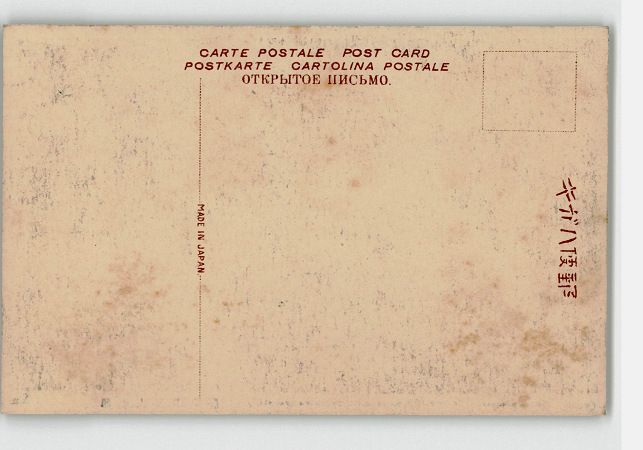 CARTE POSTALE POST CARD
POSTKARTE CARTOLINA POSTALE
ОТКРЫТОЕ ПИСЬМО.
MADE IN JAPAN
郵便ハガキ